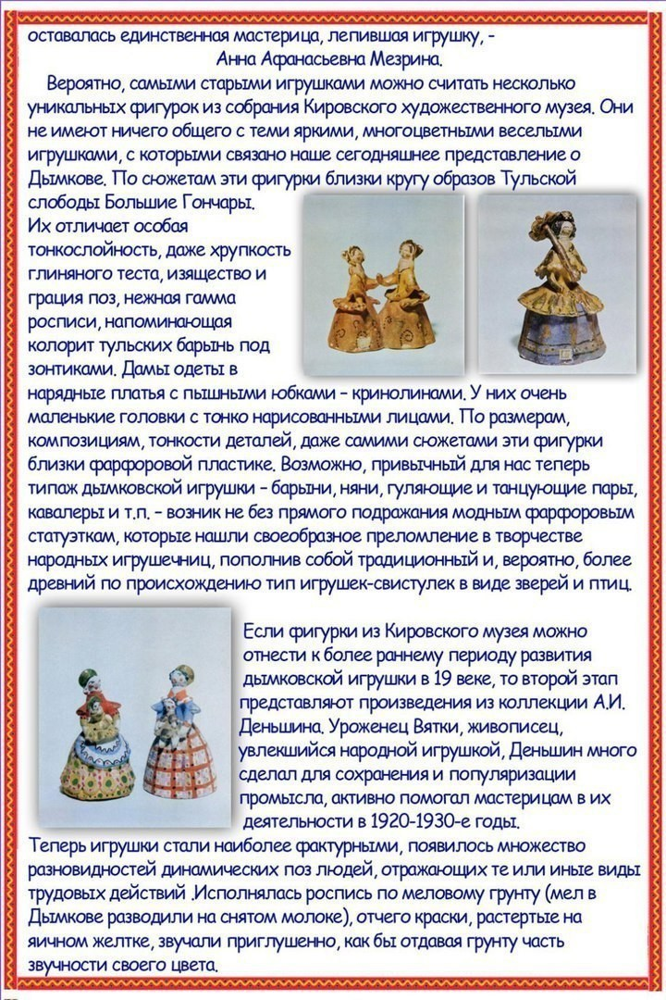 оставалась единственная мастерица, лепившая игрушку, -
Анна Афанасьевна Мезрина.
Вероятно, самыми старыми игрушками можно считать несколько
уникальных фигурок из собрания Кировского художественного музея. Они
не имеют ничего общего с теми яркими, многоцветными веселыми
игрушками, с которыми связано наше сегодняшнее представление о
Дымкове. По сюжетам эти фигурки близки кругу образов Тульской
слободы Большие Гончары.
Их отличает особая
тонкослойность, даже хрупкость
глиняного теста, изящество и
грация поз, нежная гамма
росписи, напоминающая
колорит тульских барынь под
зонтиками. Дамы одеты в
нарядные платья с пышными юбками – кринолинами. У них очень
маленькие головки с тонко нарисованными лицами. По размерам,
композициям, тонкости деталей, даже самими сюжетами эти фигурки
близки фарфоровой пластике. Возможно, привычный для нас теперь
типаж дымковской игрушки – барыни, няни, гуляющие и танцующие пары,
кавалеры и т.п. – возник не без прямого подражания модным фарфоровым
статуэткам, которые нашли своеобразное преломление в творчестве
народных игрушечниц, пополнив собой традиционный и, вероятно, более
древний по происхождению тип игрушек-свистулек в виде зверей и птиц.
Если фигурки из Кировского музея можно
отнести к более раннему периоду развития
дымковской игрушки в 19 веке, то второй этап
представляют произведения из коллекции А.И.
Деньшина. Уроженец Вятки, живописец,
увлекшийся народной игрушкой, Деньшин много
сделал для сохранения и популяризации
промысла, активно помогал мастерицам в их
деятельности в 1920-1930-е годы.
Теперь игрушки стали наиболее фактурными, появилось множество
разновидностей динамических поз людей, отражающих те или иные виды
трудовых действий .Исполнялась роспись по меловому грунту (мел в
Дымкове разводили на снятом молоке), отчего краски, растертые на
яичном желтке, звучали приглушенно, как бы отдавая грунту часть
звучности своего цвета.